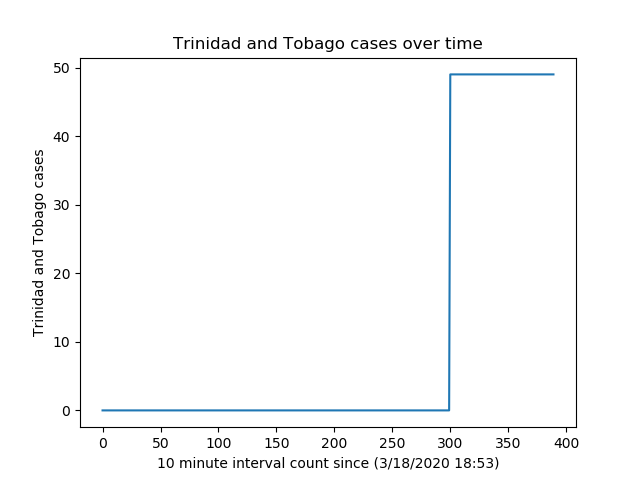 Trinidad and Tobago cases over time
Trinidad and Tobago cases
50
40
30
20
10
0
0 50 100 150 200 250 300 350 400
10 minute interval count since (3/18/2020 18:53)